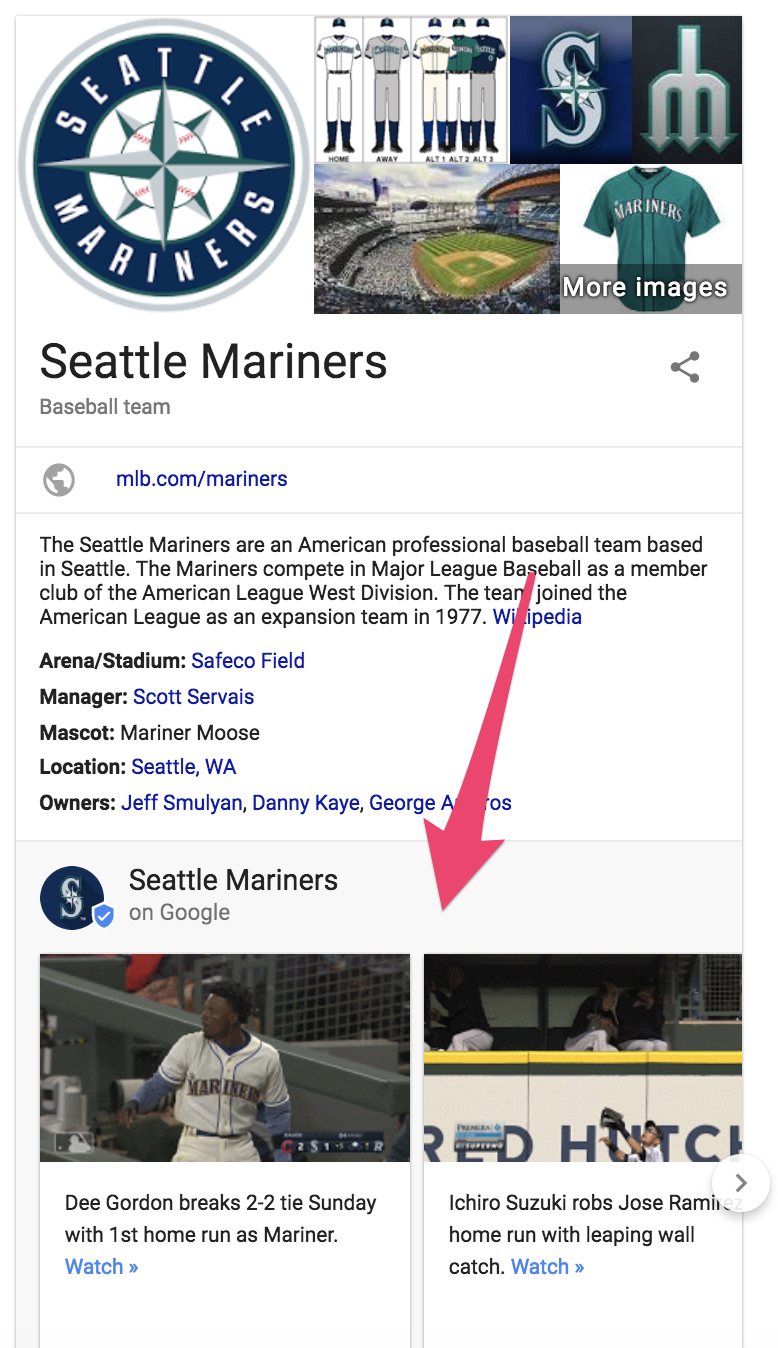 SEATTLE
MARINERS
HOME AWAY ALT 1 ALT 2 ALT 3
S
MARINERS
More images
Seattle Mariners
Baseball team
mlb.com/mariners
The Seattle Mariners are an American professional baseball team based
in Seattle. The Mariners compete in Major League Baseball as a member
club of the American League West Division. The team joined the
American League as an expansion team in 1977. Wikipedia
Arena/Stadium: Safeco Field
Manager: Scott Servais
Mascot: Mariner Moose
Location: Seattle, WA
Owners: Jeff Smulyan, Danny Kaye, George
S
Seattle Mariners
on Google
MARINERS
RED HUTCH
Dee Gordon breaks 2-2 tie Sunday
with 1st home run as Mariner.
Watch »
Ichiro Suzuki robs Jose Ramirez
home run with leaping wall
catch. Watch »